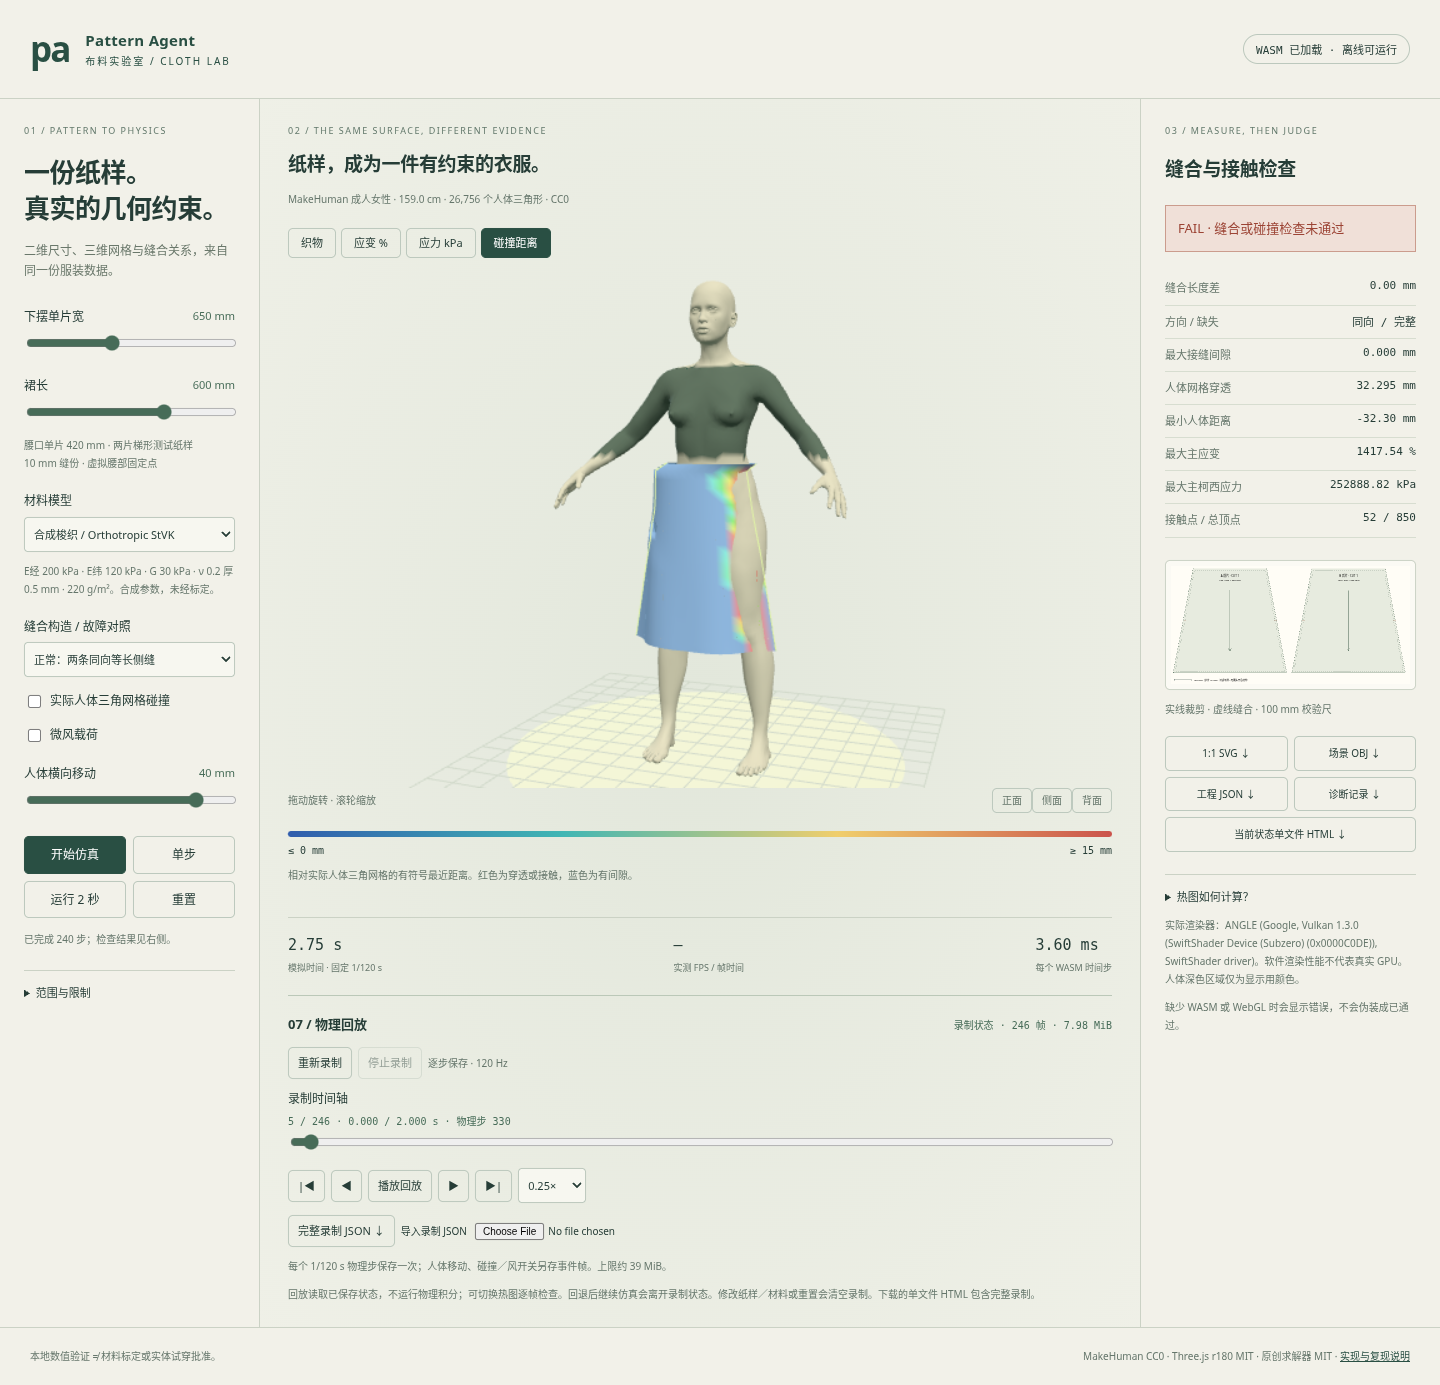 pa
Pattern Agent
布料实验室 / CLOTH LAB
WASM 已加载 · 离线可运行
01 / PATTERN TO PHYSICS
一份纸样。
真实的几何约束。
二维尺寸、三维网格与缝合关系，来自
同一份服装数据。
下摆单片宽 650 mm
裙长 600 mm
腰口单片 420 mm · 两片梯形测试纸样
10 mm 缝份 · 虚拟腰部固定点
材料模型
合成梭织 / Orthotropic StVK
E经 200 kPa · E纬 120 kPa · G 30 kPa · ν 0.2 厚
0.5 mm · 220 g/m²。合成参数，未经标定。
缝合构造 / 故障对照
正常：两条同向等长侧缝
实际人体三角网格碰撞
微风载荷
人体横向移动 40 mm
开始仿真 单步
运行 2 秒 重置
已完成 240 步；检查结果见右侧。
▶ 范围与限制
02 / THE SAME SURFACE, DIFFERENT EVIDENCE
纸样，成为一件有约束的衣服。
MakeHuman 成人女性 · 159.0 cm · 26,756 个人体三角形 · CC0
织物 应变 % 应力 kPa 碰撞距离
拖动旋转 · 滚轮缩放 正面 侧面 背面
≤ 0 mm ≥ 15 mm
相对实际人体三角网格的有符号最近距离。红色为穿透或接触，蓝色为有间隙。
2.75 s — 3.60 ms
模拟时间 · 固定 1/120 s 实测 FPS / 帧时间 每个 WASM 时间步
07 / 物理回放 录制状态 · 246 帧 · 7.98 MiB
重新录制 停止录制 逐步保存 · 120 Hz
录制时间轴
5 / 246 · 0.000 / 2.000 s · 物理步 330
|◀ ◀ 播放回放 ▶ ▶| 0.25×
完整录制 JSON ↓ 导入录制 JSON Choose File No file chosen
每个 1/120 s 物理步保存一次；人体移动、碰撞／风开关另存事件帧。上限约 39 MiB。
回放读取已保存状态，不运行物理积分；可切换热图逐帧检查。回退后继续仿真会离开录制状态。修改纸样／材料或重置会清空录制。下载的单文件 HTML 包含完整录制。
03 / MEASURE, THEN JUDGE
缝合与接触检查
FAIL · 缝合或碰撞检查未通过
缝合长度差 0.00 mm
方向 / 缺失 同向 / 完整
最大接缝间隙 0.000 mm
人体网格穿透 32.295 mm
最小人体距离 -32.30 mm
最大主应变 1417.54 %
最大主柯西应力 252888.82 kPa
接触点 / 总顶点 52 / 850
实线裁剪 · 虚线缝合 · 100 mm 校验尺
1:1 SVG ↓ 场景 OBJ ↓
工程 JSON ↓ 诊断记录 ↓
当前状态单文件 HTML ↓
▶ 热图如何计算？
实际渲染器：ANGLE (Google, Vulkan 1.3.0
(SwiftShader Device (Subzero) (0x0000C0DE)),
SwiftShader driver)。软件渲染性能不代表真实 GPU。
人体深色区域仅为显示用颜色。
缺少 WASM 或 WebGL 时会显示错误，不会伪装成已通
过。
本地数值验证 ≠ 材料标定或实体试穿批准。
MakeHuman CC0 · Three.js r180 MIT · 原创求解器 MIT · 实现与复现说明